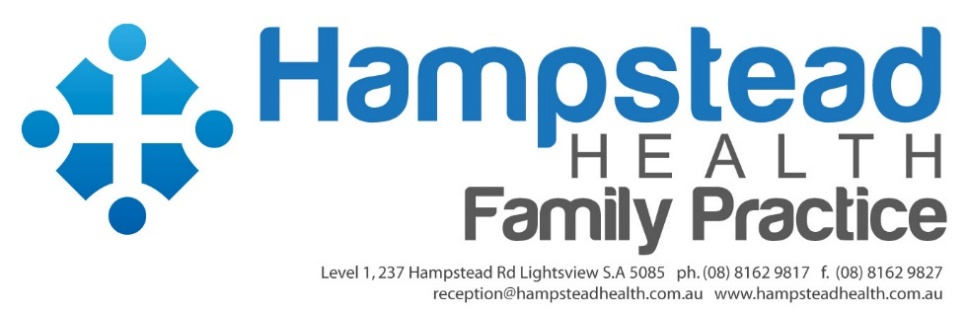 Hampstead
HEALTH
Family Practice
Level 1, 237 Hampstead Rd Lightsview S.A 5085 ph. (08) 8162 9817 f. (08) 8162 9827
reception@hampsteadhealth.com.au www.hampsteadhealth.com.au